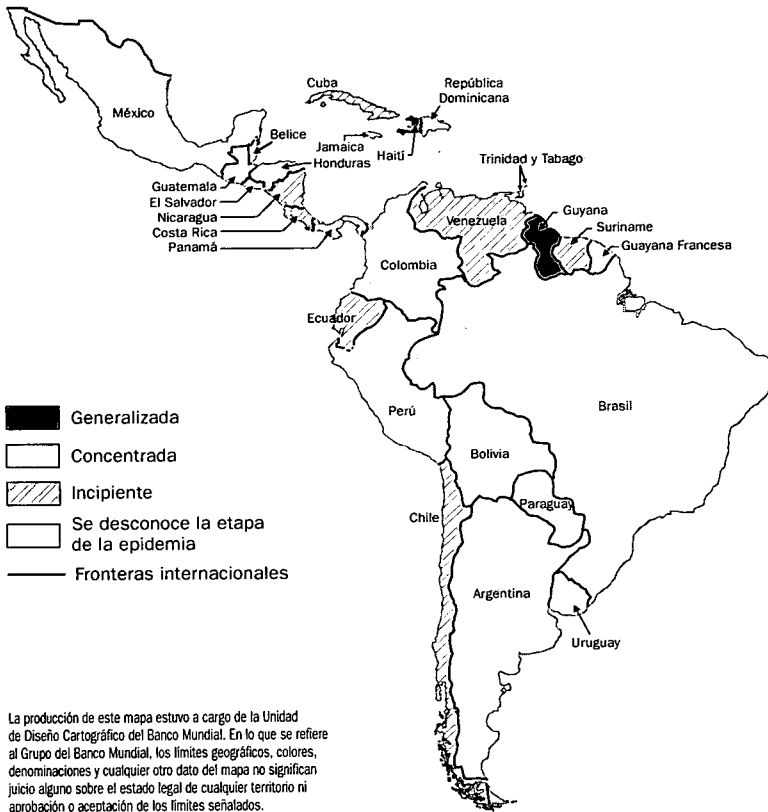 Cuba
República
Dominicana
México
Belice
Jamaica
Honduras
Haití
Trinidad y Tabago
Guatemala
El Salvador
Nicaragua
Costa Rica
Panamá
Venezuela
Guyana
Suriname
Guayana Francesa
Colombia
Ecuador
Perú
Brasil
Bolivia
Paraguay
Chile
Argentina
Uruguay
Generalizada
Concentrada
Incipiente
Se desconoce la etapa
de la epidemia
Fronteras internacionales
La producción de este mapa estuvo a cargo de la Unidad
de Diseño Cartográfico del Banco Mundial. En lo que se refiere
al Grupo del Banco Mundial, los límites geográficos, colores,
denominaciones y cualquier otro dato del mapa no significan
juicio alguno sobre el estado legal de cualquier territorio ni
aprobación o aceptación de los límites señalados.